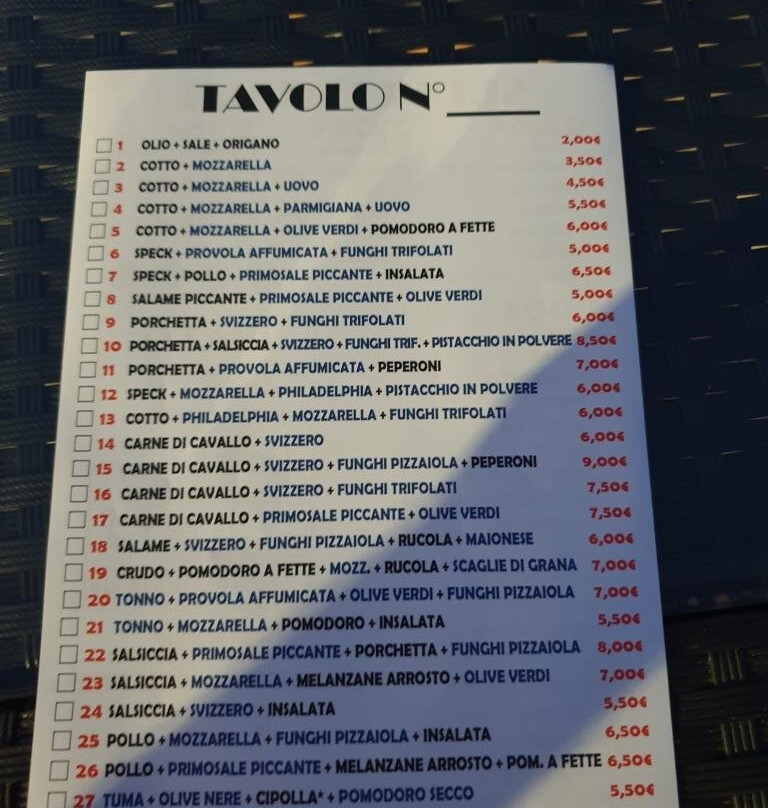 TAVOLO N° ____
1 OLIO + SALE + ORIGANO 2,00€
2 COTTO + MOZZARELLA 3,50€
3 COTTO + MOZZARELLA + UOVO 4,50€
4 COTTO + MOZZARELLA + PARMIGIANA + UOVO 5,50€
5 COTTO + MOZZARELLA + OLIVE VERDI + POMODORO A FETTE 6,00€
6 SPECK + PROVOLA AFFUMICATA + FUNGHI TRIFOLATI 5,00€
7 SPECK + POLLO + PRIMOSALE PICCANTE + INSALATA 6,50€
8 SALAME PICCANTE + PRIMOSALE PICCANTE + OLIVE VERDI 5,00€
9 PORCHETTA + SVIZZERO + FUNGHI TRIFOLATI 6,00€
10 PORCHETTA + SALSICCIA + SVIZZERO + FUNGHI TRIF. + PISTACCHIO IN POLVERE 8,50€
11 PORCHETTA + PROVOLA AFFUMICATA + PEPERONI 7,00€
12 SPECK + MOZZARELLA + PHILADELPHIA + PISTACCHIO IN POLVERE 6,00€
13 COTTO + PHILADELPHIA + MOZZARELLA + FUNGHI TRIFOLATI 6,00€
14 CARNE DI CAVALLO + SVIZZERO 6,00€
15 CARNE DI CAVALLO + SVIZZERO + FUNGHI PIZZAIOLA + PEPERONI 9,00€
16 CARNE DI CAVALLO + SVIZZERO + FUNGHI TRIFOLATI 7,50€
17 CARNE DI CAVALLO + PRIMOSALE PICCANTE + OLIVE VERDI 7,50€
18 SALAME + SVIZZERO + FUNGHI PIZZAIOLA + RUCOLA + MAIONESE 6,00€
19 CRUDO + POMODORO A FETTE + MOZZ. + RUCOLA + SCAGLIE DI GRANA 7,00€
20 TONNO + PROVOLA AFFUMICATA + OLIVE VERDI + FUNGHI PIZZAIOLA 7,00€
21 TONNO + MOZZARELLA + POMODORO + INSALATA 5,50€
22 SALSICCIA + PRIMOSALE PICCANTE + PORCHETTA + FUNGHI PIZZAIOLA 8,00€
23 SALSICCIA + MOZZARELLA + MELANZANE ARROSTO + OLIVE VERDI 7,00€
24 SALSICCIA + SVIZZERO + INSALATA 5,50€
25 POLLO + MOZZARELLA + FUNGHI PIZZAIOLA + INSALATA 6,50€
26 POLLO + PRIMOSALE PICCANTE + MELANZANE ARROSTO + POM. A FETTE 6,50€
27 TUMA + OLIVE NERE + CIPOLLA* + POMODORO SECCO 5,50€